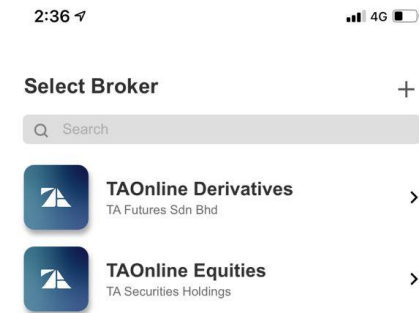 2:36 4G
Select Broker
+
Search
TAOnline Derivatives
TA Futures Sdn Bhd
TAOnline Equities
TA Securities Holdings